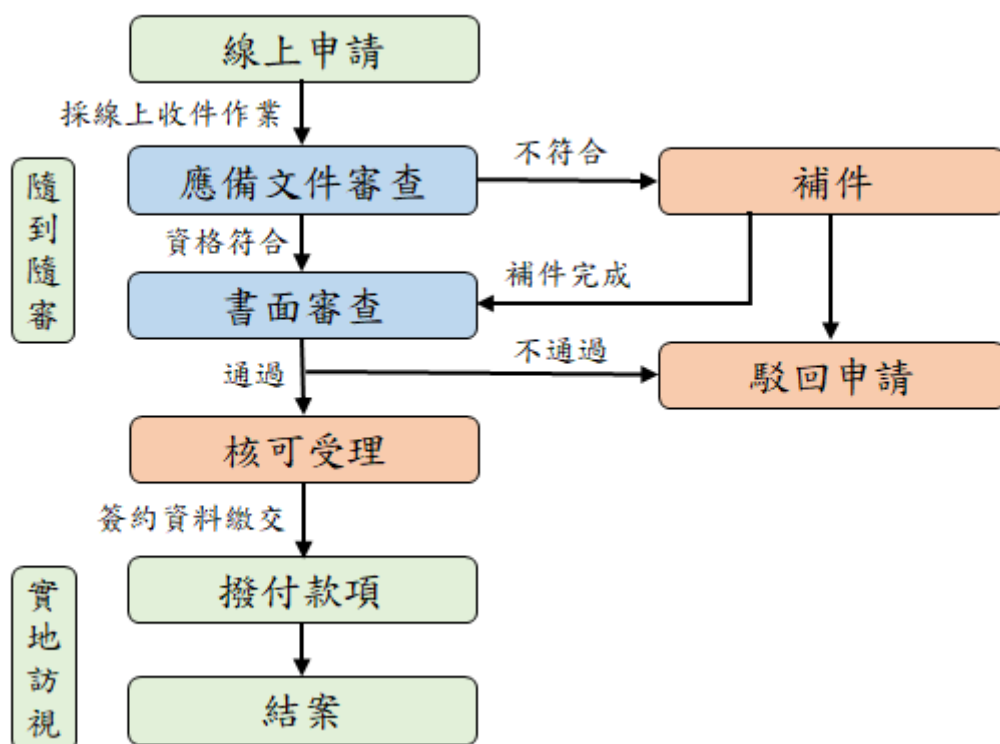 線上申請
採線上收件作業
隨到隨審
應備文件審查
不符合
補件
資格符合
補件完成
書面審查
不通過
通過
駁回申請
核可受理
簽約資料繳交
實地訪視
撥付款項
結案